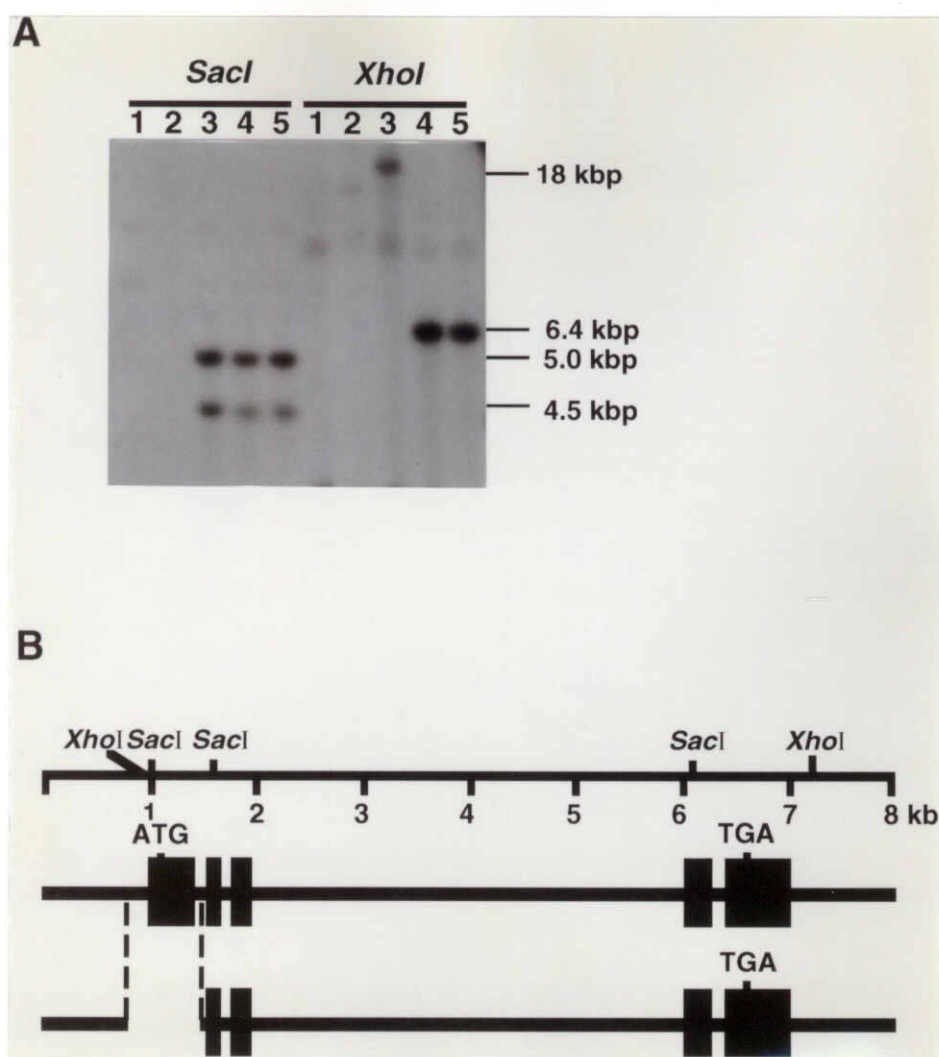 A
SacI XhoI
1 2 3 4 5 1 2 3 4 5
18 kbp
6.4 kbp
5.0 kbp
4.5 kbp
B
XhoI SacI SacI SacI XhoI
1 2 3 4 5 6 7 8 kb
ATG TGA
TGA